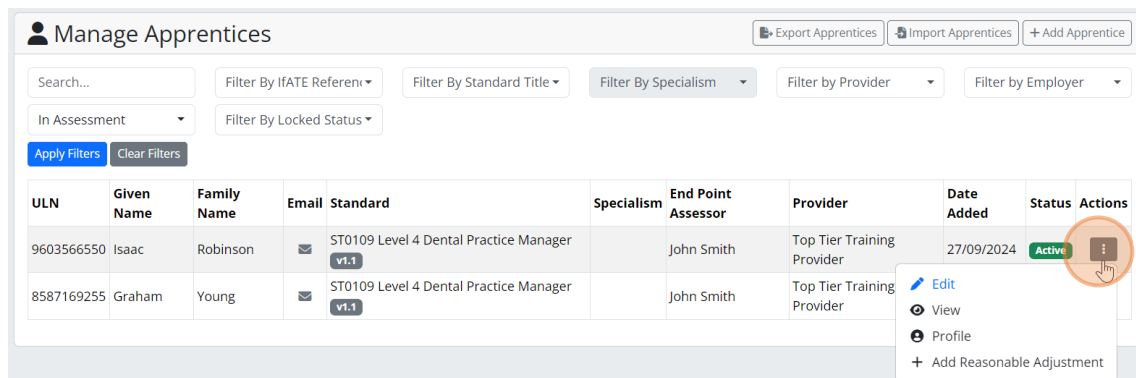 Manage Apprentices
Export Apprentices
Import Apprentices
+ Add Apprentice
Search...
Filter By IfATE Referenc
Filter By Standard Title
Filter By Specialism
Filter by Provider
Filter by Employer
In Assessment
Filter By Locked Status
Apply Filters
Clear Filters
ULN Given Name Family Name Email Standard Specialism End Point Assessor Provider Date Added Status Actions
9603566550 Isaac Robinson ST0109 Level 4 Dental Practice Manager v1.1 John Smith Top Tier Training Provider 27/09/2024 Active
8587169255 Graham Young ST0109 Level 4 Dental Practice Manager v1.1 John Smith Top Tier Training Provider
Edit
View
Profile
+ Add Reasonable Adjustment